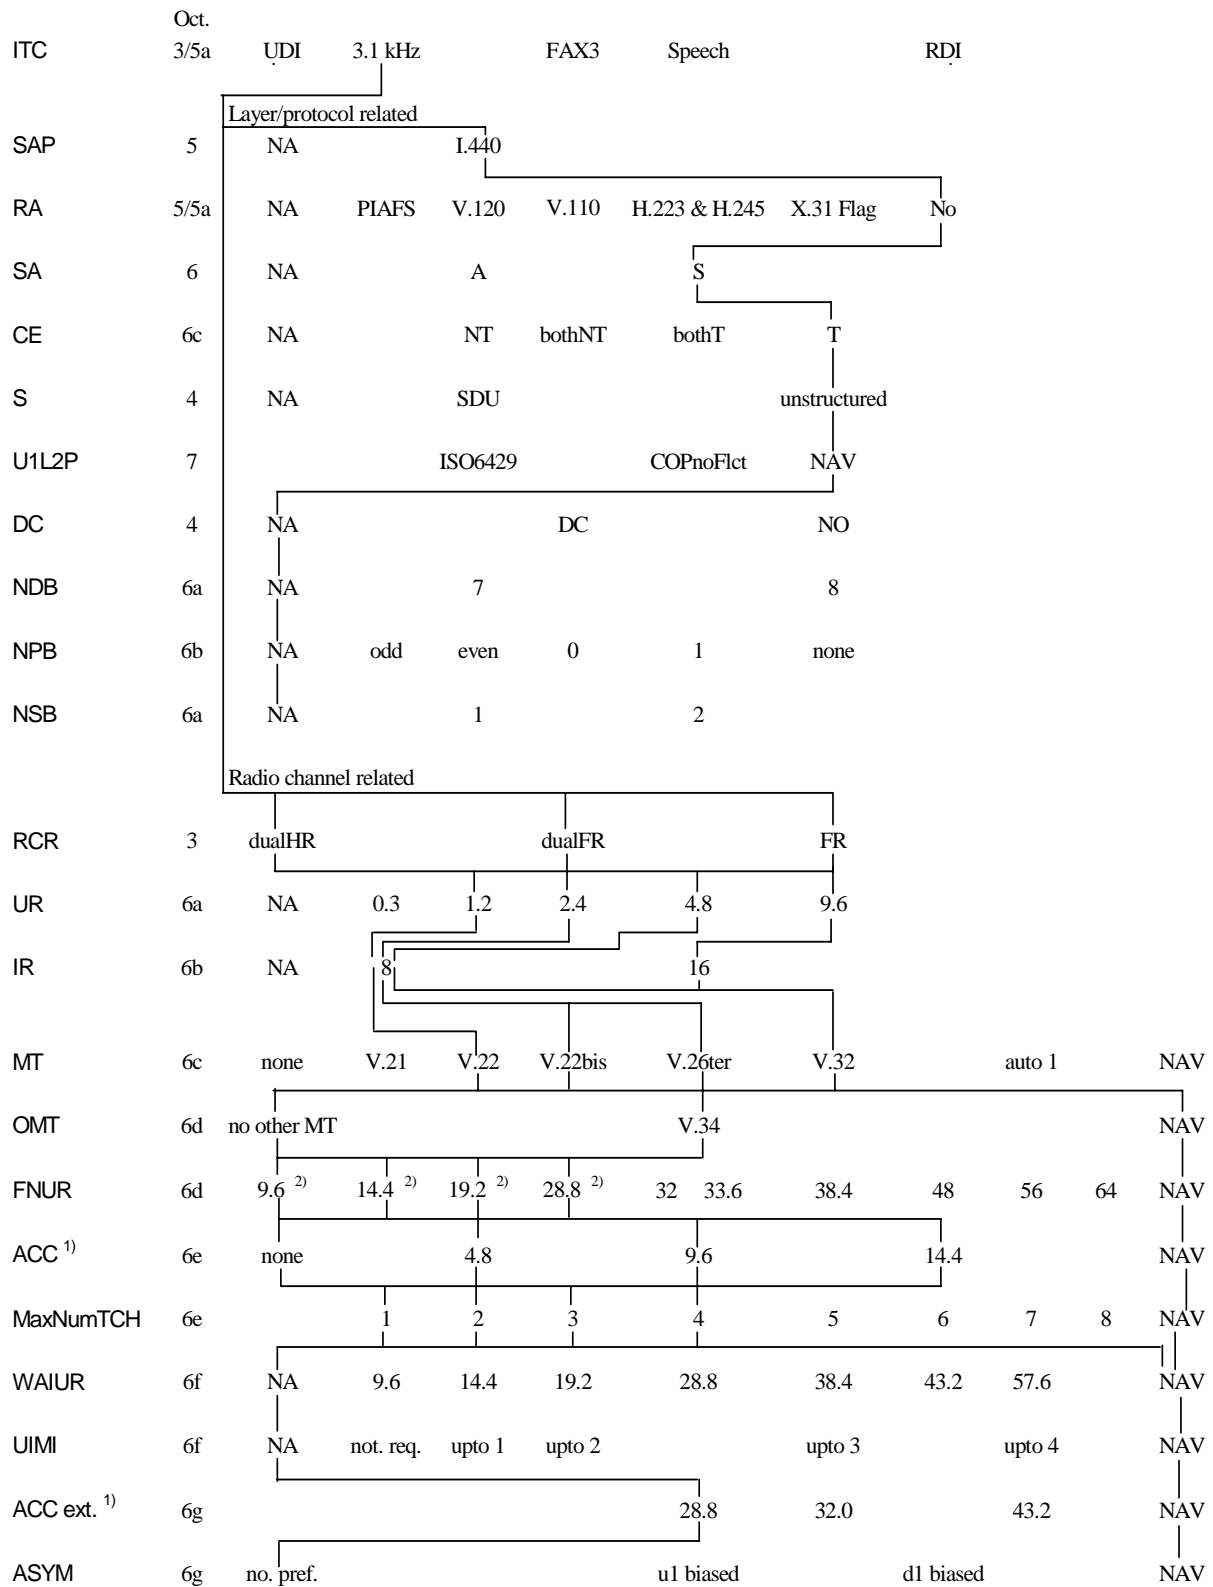 Oct.
ITC 3/5a UDI 3.1 kHz FAX3 Speech RDI
Layer/protocol related
SAP 5 NA I.440
RA 5/5a NA PIAFS V.120 V.110 H.223 & H.245 X.31 Flag No
SA 6 NA A S
CE 6c NA NT bothNT bothT T
S 4 NA SDU unstructured
U1L2P 7 ISO6429 COPnoFlct NAV
DC 4 NA DC NO
NDB 6a NA 7 8
NPB 6b NA odd even 0 1 none
NSB 6a NA 1 2
Radio channel related
RCR 3 dualHR dualFR FR
UR 6a NA 0.3 1.2 2.4 4.8 9.6
IR 6b NA 8 16
MT 6c none V.21 V.22 V.22bis V.26ter V.32 auto 1 NAV
OMT 6d no other MT V.34 NAV
FNUR 6d 9.6 2) 14.4 2) 19.2 2) 28.8 2) 32 33.6 38.4 48 56 64 NAV
ACC 1) 6e none 4.8 9.6 14.4 NAV
MaxNumTCH 6e 1 2 3 4 5 6 7 8 NAV
WAIUR 6f NA 9.6 14.4 19.2 28.8 38.4 43.2 57.6 NAV
UIMI 6f NA not. req. upto 1 upto 2 upto 3 upto 4 NAV
ACC ext. 1) 6g 28.8 32.0 43.2 NAV
ASYM 6g no. pref. u1 biased d1 biased NAV